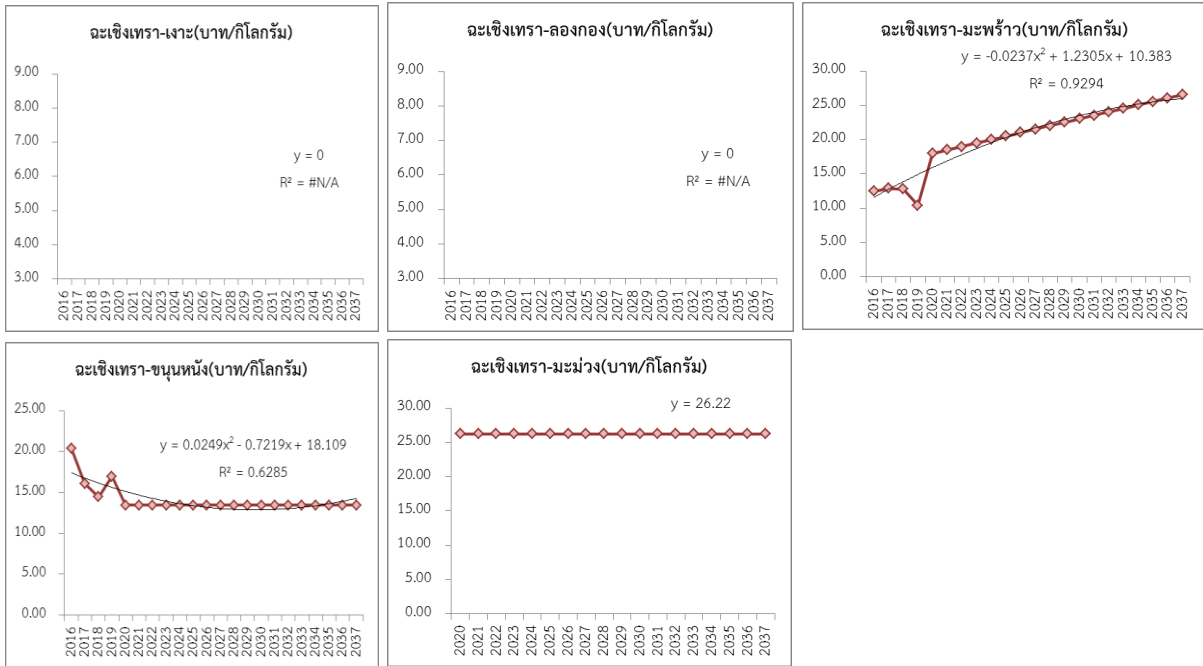 ฉะเชิงเทรา-เงาะ(บาท/กิโลกรัม)
9.00
8.00
7.00
6.00
5.00
4.00
3.00
y = 0
R² = #N/A
2016 2017 2018 2019 2020 2021 2022 2023 2024 2025 2026 2027 2028 2029 2030 2031 2032 2033 2034 2035 2036 2037
ฉะเชิงเทรา-ลองกอง(บาท/กิโลกรัม)
9.00
8.00
7.00
6.00
5.00
4.00
3.00
y = 0
R² = #N/A
2016 2017 2018 2019 2020 2021 2022 2023 2024 2025 2026 2027 2028 2029 2030 2031 2032 2033 2034 2035 2036 2037
ฉะเชิงเทรา-มะพร้าว(บาท/กิโลกรัม)
y = -0.0237x² + 1.2305x + 10.383
R² = 0.9294
30.00
25.00
20.00
15.00
10.00
5.00
0.00
2016 2017 2018 2019 2020 2021 2022 2023 2024 2025 2026 2027 2028 2029 2030 2031 2032 2033 2034 2035 2036 2037
ฉะเชิงเทรา-ขนุนหนัง(บาท/กิโลกรัม)
25.00
20.00
15.00
10.00
5.00
0.00
y = 0.0249x² - 0.7219x + 18.109
R² = 0.6285
2016 2017 2018 2019 2020 2021 2022 2023 2024 2025 2026 2027 2028 2029 2030 2031 2032 2033 2034 2035 2036 2037
ฉะเชิงเทรา-มะม่วง(บาท/กิโลกรัม)
y = 26.22
30.00
25.00
20.00
15.00
10.00
5.00
0.00
2020 2021 2022 2023 2024 2025 2026 2027 2028 2029 2030 2031 2032 2033 2034 2035 2036 2037